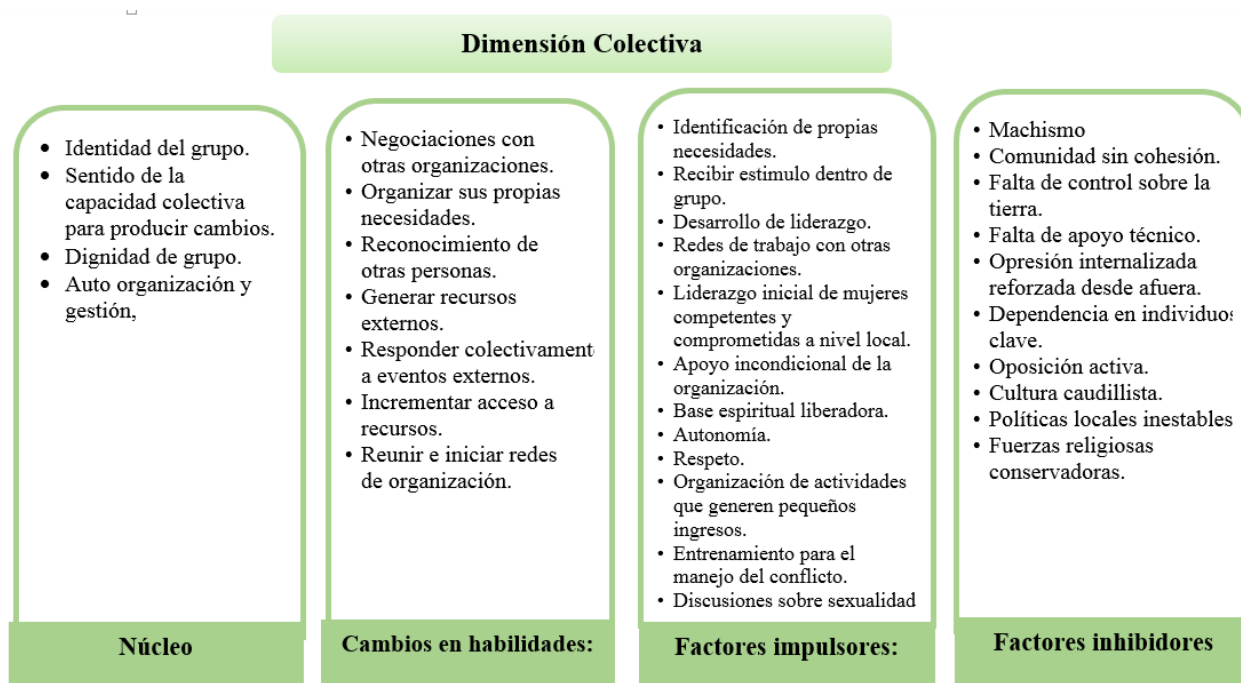 Dimensión Colectiva
• Identidad del grupo.
• Sentido de la
capacidad colectiva
para producir cambios.
• Dignidad de grupo.
• Auto organización y
gestión,
Núcleo
• Negociaciones con
otras organizaciones.
• Organizar sus propias
necesidades.
• Reconocimiento de
otras personas.
• Generar recursos
externos.
• Responder colectivament
a eventos externos.
• Incrementar acceso a
recursos.
• Reunir e iniciar redes
de organización.
Cambios en habilidades:
• Identificación de propias
necesidades.
• Recibir estimulo dentro de
grupo.
• Desarrollo de liderazgo.
• Redes de trabajo con otras
organizaciones.
• Liderazgo inicial de mujeres
competentes y
comprometidas a nivel local.
• Apoyo incondicional de la
organización.
• Base espiritual liberadora.
• Autonomía.
• Respeto.
• Organización de actividades
que generen pequeños
ingresos.
• Entrenamiento para el
manejo del conflicto.
• Discusiones sobre sexualidad
Factores impulsores:
• Machismo
• Comunidad sin cohesión.
• Falta de control sobre la
tierra.
• Falta de apoyo técnico.
• Opresión internalizada
reforzada desde afuera.
• Dependencia en individuos
clave.
• Oposición activa.
• Cultura caudillista.
• Políticas locales inestables
• Fuerzas religiosas
conservadoras.
Factores inhibidores